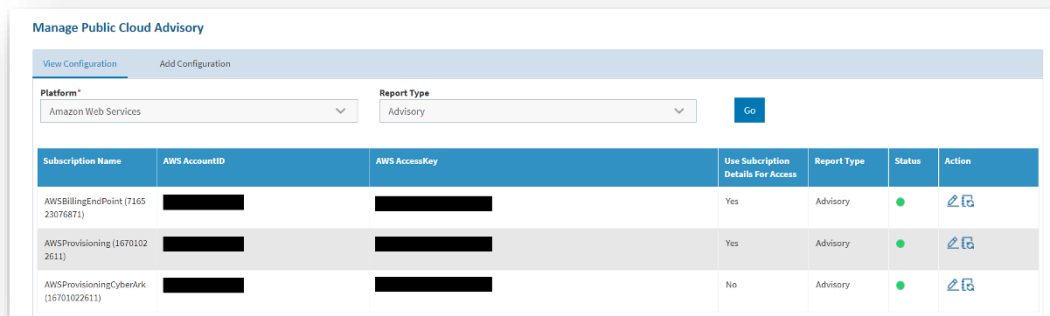 Manage Public Cloud Advisory
View Configuration Add Configuration
Platform* Report Type
Amazon Web Services Advisory Go
Subscription Name AWS AccountID AWS AccessKey Use Subcription Details For Access Report Type Status Action
AWSBillingEndPoint (7165 Yes Advisory
23076871)
AWSProvisioning (1670102 Yes Advisory
2611)
AWSProvisioningCyberArk No Advisory
(16701022611)